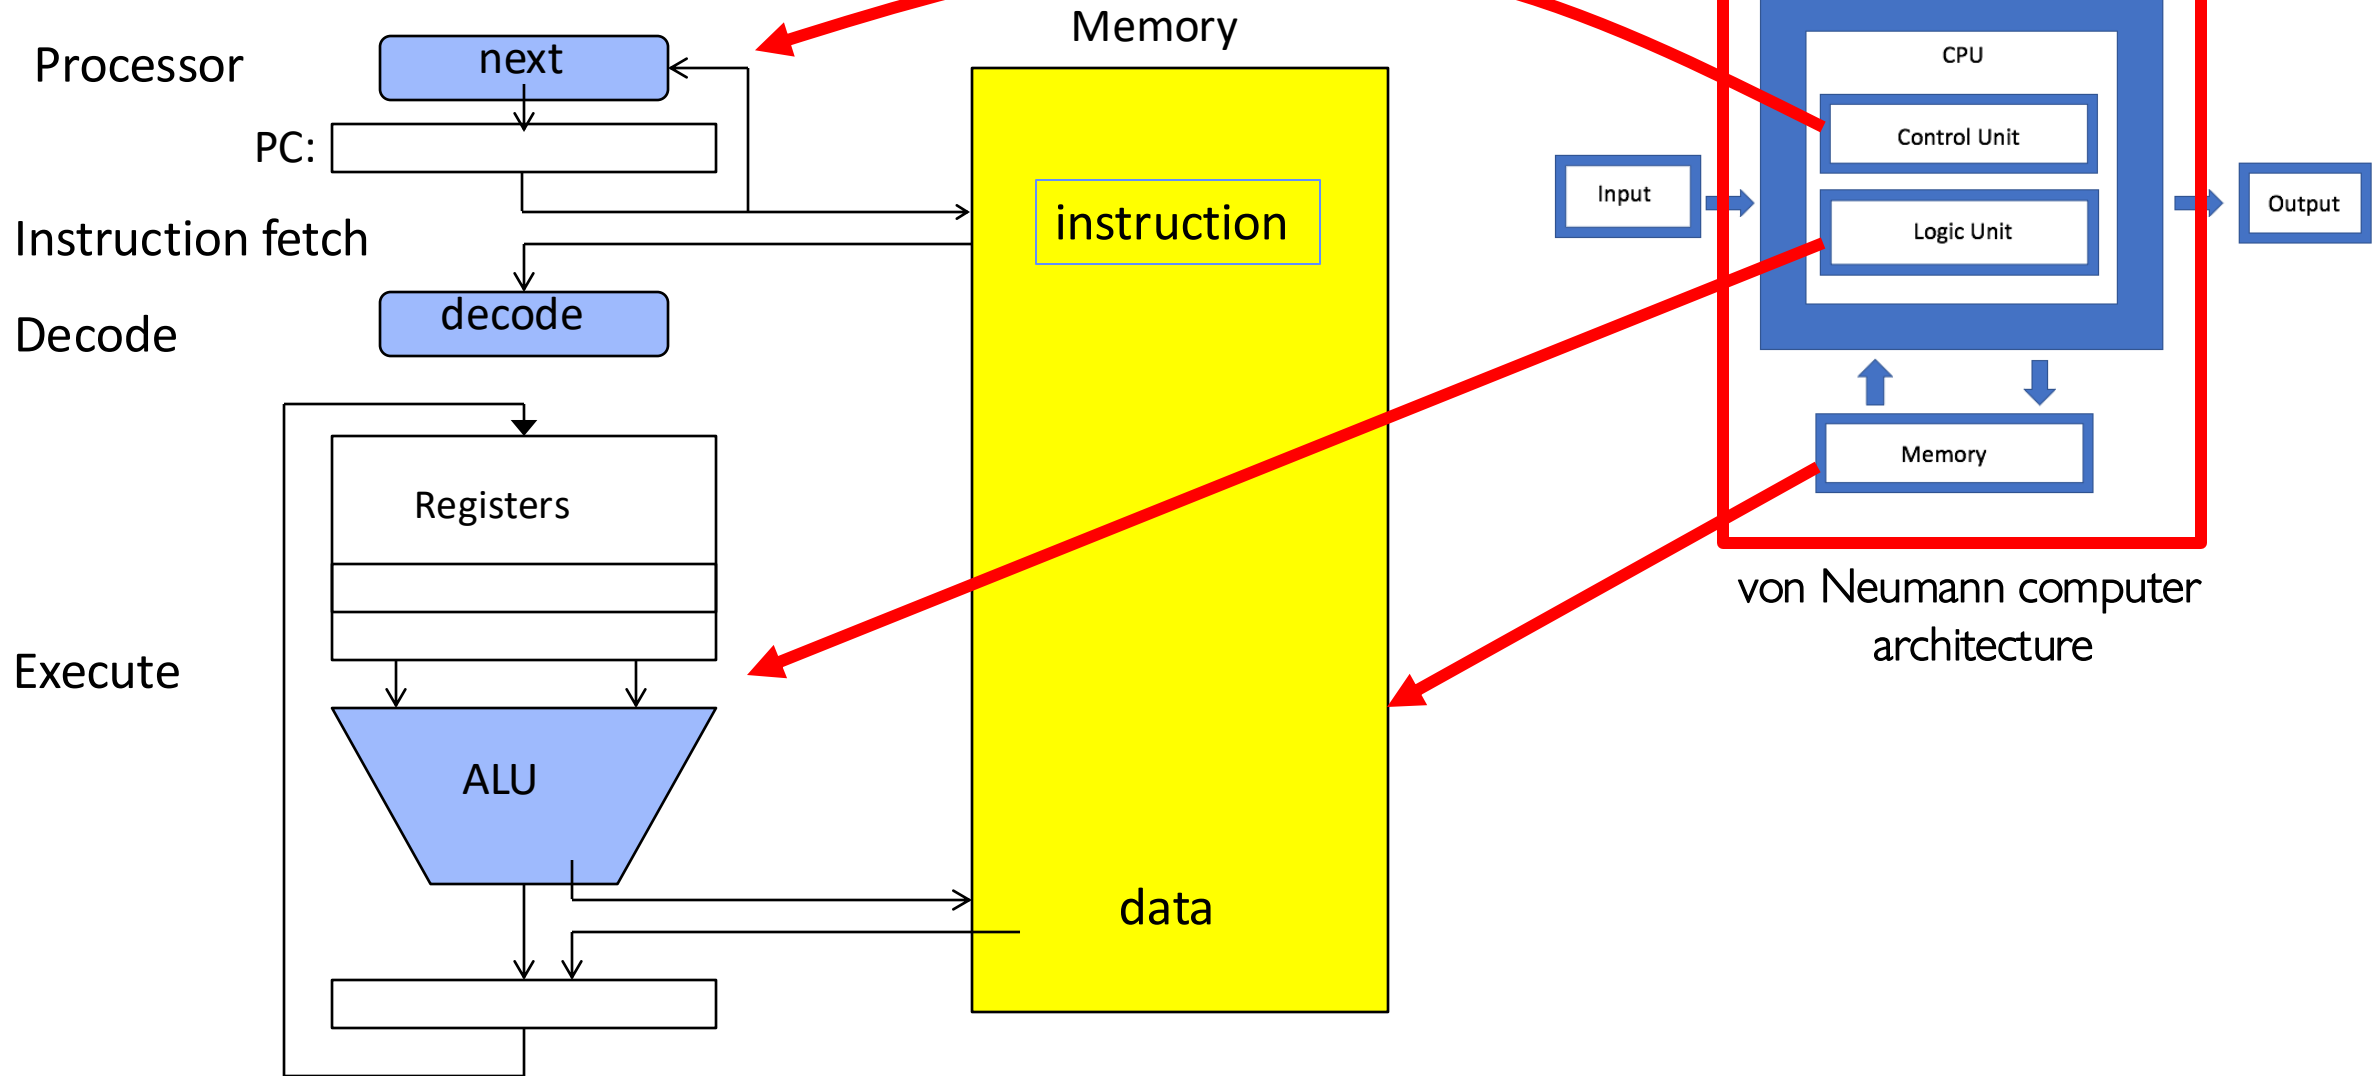 Memory
Processor
next
PC:
Instruction fetch
instruction
decode
Decode
Registers
Execute
ALU
data
CPU
Control Unit
Input
Logic Unit
Output
Memory
von Neumann computer
architecture